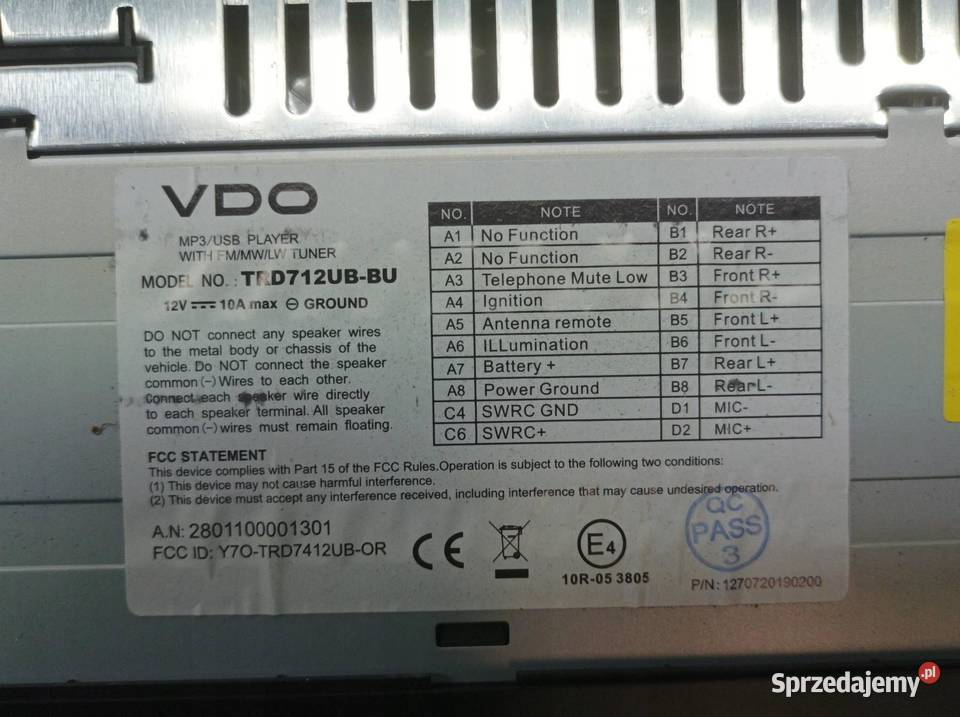 VDO
MP3/USB PLAYER
WITH FM/MW/LW TUNER
MODEL NO.: TRD712UB-BU
12V 10A max ⊖ GROUND
DO NOT connect any speaker wires
to the metal body or chassis of the
vehicle. Do NOT connect the speaker
common (-) Wires to each other.
Connect each speaker wire directly
to each speaker terminal. All speaker
common (-) wires must remain floating.
NO. NOTE NO. NOTE
A1 No Function B1 Rear R+
A2 No Function B2 Rear R-
A3 Telephone Mute Low B3 Front R+
A4 Ignition B4 Front R-
A5 Antenna remote B5 Front L+
A6 ILLumination B6 Front L-
A7 Battery + B7 Rear L+
A8 Power Ground B8 Rear L-
C4 SWRC GND D1 MIC-
C6 SWRC+ D2 MIC+
FCC STATEMENT
This device complies with Part 15 of the FCC Rules.Operation is subject to the following two conditions:
(1) This device may not cause harmful interference.
(2) This device must accept any interference received, including interference that may cause undesired operation.
A.N: 2801100001301
FCC ID: Y7O-TRD7412UB-OR
CE
E4
10R-05 3805
QC
PASS
3
P/N: 1270720190200
Sprzedajemy.pl